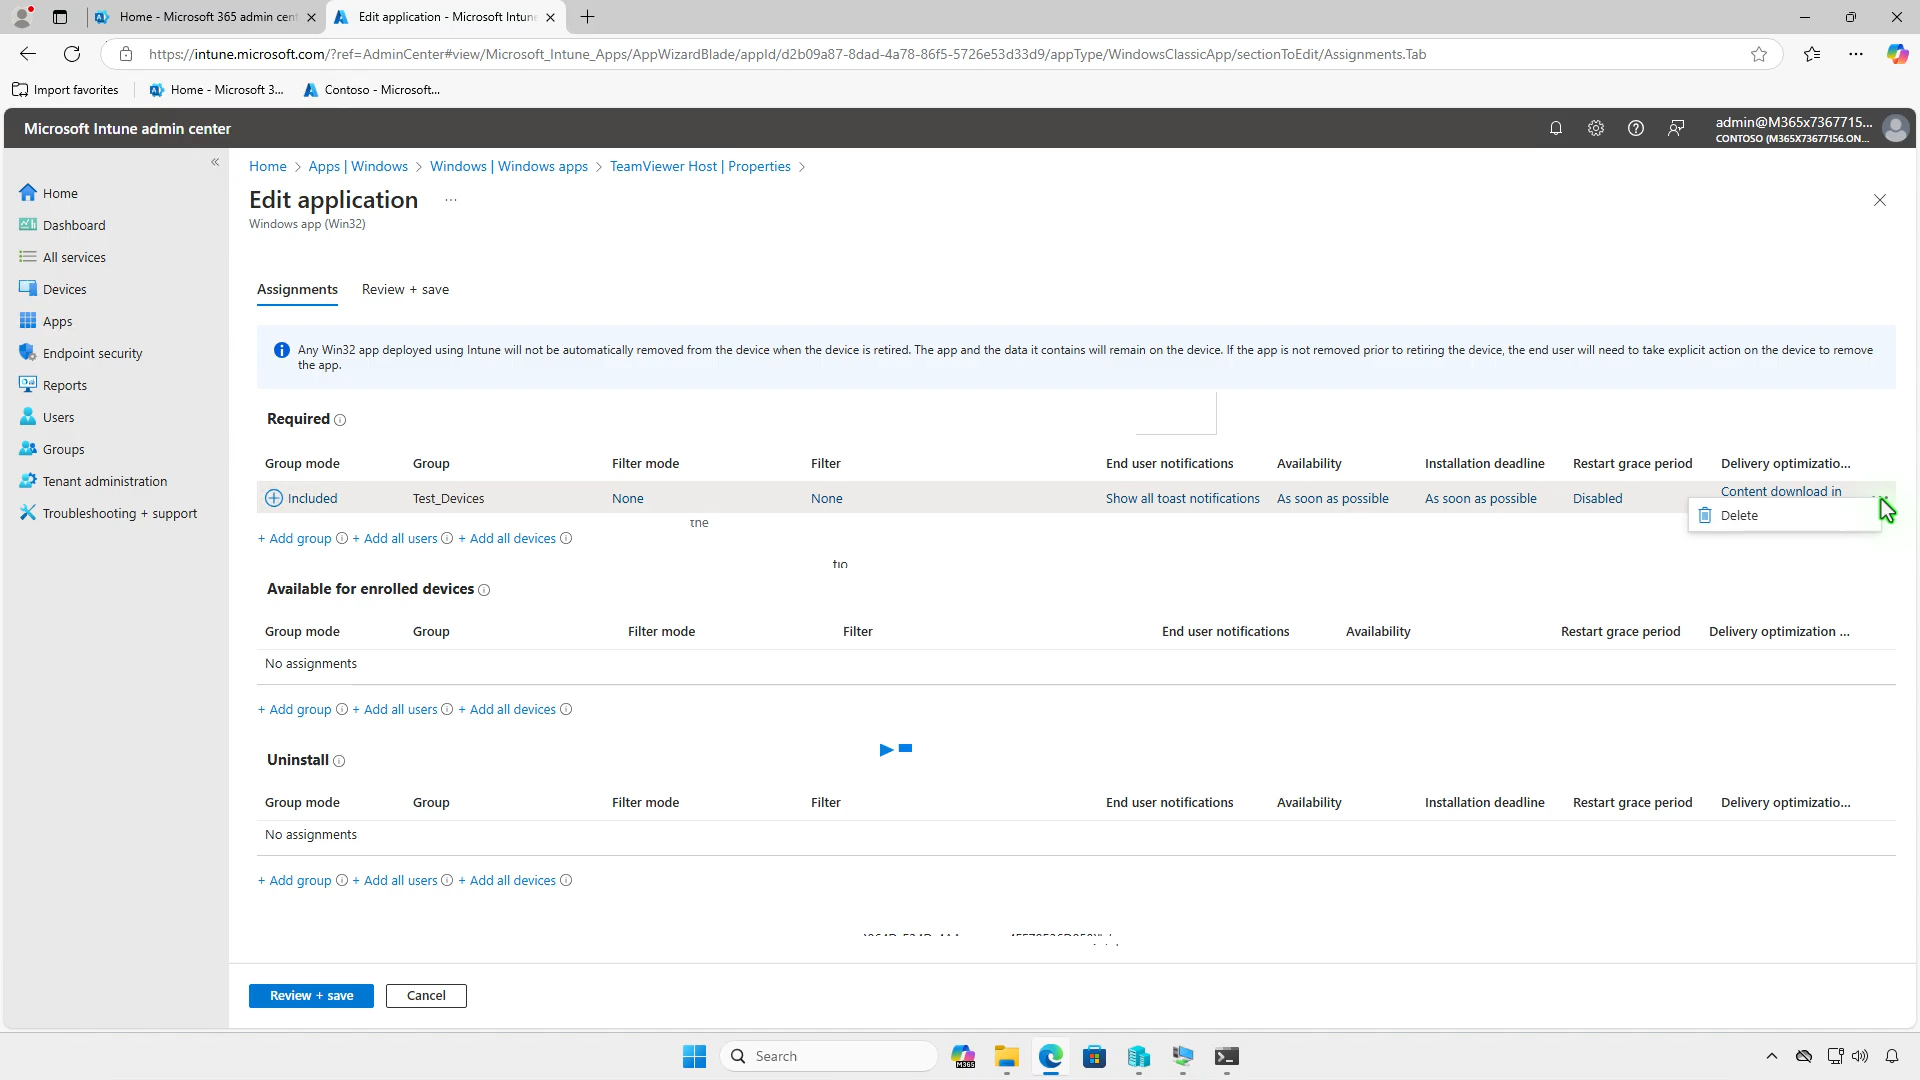 Home - Microsoft 365 admin cent
Edit application - Microsoft Intune
https://intune.microsoft.com/?ref=AdminCenter#view/Microsoft_Intune_Apps/AppWizardBlade/appId/d2b09a87-8dad-4a78-86f5-5726e53d33d9/appType/WindowsClassicApp/sectionToEdit/Assignments.Tab
Import favorites
Home - Microsoft 3...
Contoso - Microsoft...
Microsoft Intune admin center
admin@M365x7367715...
CONTOSO (M365X73677156.ON...
Home > Apps | Windows > Windows | Windows apps > TeamViewer Host | Properties >
Edit application ...
Windows app (Win32)
Home
Dashboard
All services
Devices
Apps
Endpoint security
Reports
Users
Groups
Tenant administration
Troubleshooting + support
Assignments Review + save
Any Win32 app deployed using Intune will not be automatically removed from the device when the device is retired. The app and the data it contains will remain on the device. If the app is not removed prior to retiring the device, the end user will need to take explicit action on the device to remove
the app.
Required
Group mode Group Filter mode Filter End user notifications Availability Installation deadline Restart grace period Delivery optimizatio...
Included Test_Devices None None Show all toast notifications As soon as possible As soon as possible Disabled Content download in
Delete
+ Add group + Add all users + Add all devices
Available for enrolled devices
Group mode Group Filter mode Filter End user notifications Availability Restart grace period Delivery optimization ...
No assignments
+ Add group + Add all users + Add all devices
Uninstall
Group mode Group Filter mode Filter End user notifications Availability Installation deadline Restart grace period Delivery optimizatio...
No assignments
+ Add group + Add all users + Add all devices
Review + save Cancel
Search
M365